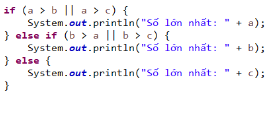 if (a > b || a > c) {
System.out.println("Số lớn nhất: " + a);
} else if (b > a || b > c) {
System.out.println("Số lớn nhất: " + b);
} else {
System.out.println("Số lớn nhất: " + c);
}